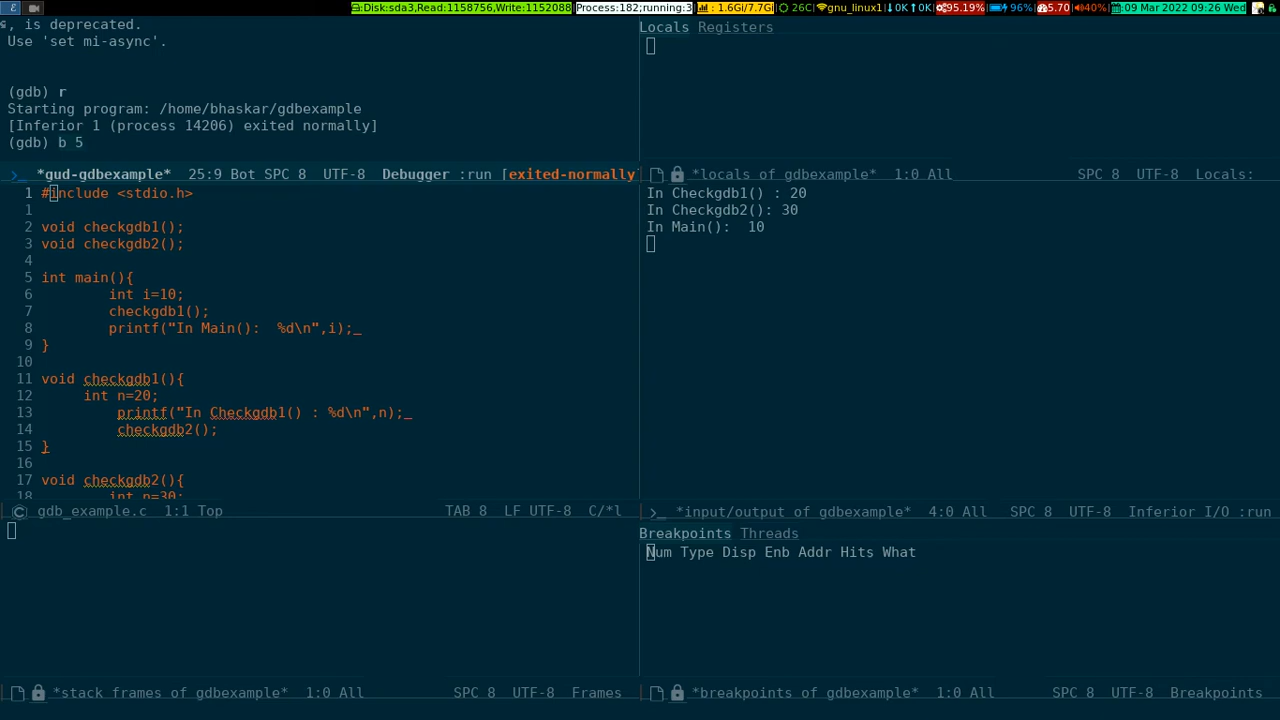 Disk:sda3,Read:1158756,Write:1152088 Process:182;running:3 : 1.6Gi/7.7Gi 26C gnu_linux1 0K 0K 95.19% 96% 5.70 40% :09 Mar 2022 09:26 Wed
, is deprecated.
Use 'set mi-async'.
(gdb) r
Starting program: /home/bhaskar/gdbexample
[Inferior 1 (process 14206) exited normally]
(gdb) b 5
*gud-gdbexample* 25:9 Bot SPC 8 UTF-8 Debugger :run [exited-normally
1 #include <stdio.h>
1
2 void checkgdb1();
3 void checkgdb2();
4
5 int main(){
6 int i=10;
7 checkgdb1();
8 printf("In Main():  %d\n",i);_
9 }
10
11 void checkgdb1(){
12 int n=20;
13 printf("In Checkgdb1() : %d\n",n);_
14 checkgdb2();
15 }
16
17 void checkgdb2(){
18 int n=30;
C gdb_example.c 1:1 Top TAB 8 LF UTF-8 C/*l
*stack frames of gdbexample* 1:0 All SPC 8 UTF-8 Frames
Locals Registers
*locals of gdbexample* 1:0 All SPC 8 UTF-8 Locals:
In Checkgdb1() : 20
In Checkgdb2(): 30
In Main():  10
*input/output of gdbexample* 4:0 All SPC 8 UTF-8 Inferior I/O :run
Breakpoints Threads
Num Type Disp Enb Addr Hits What
*breakpoints of gdbexample* 1:0 All SPC 8 UTF-8 Breakpoints